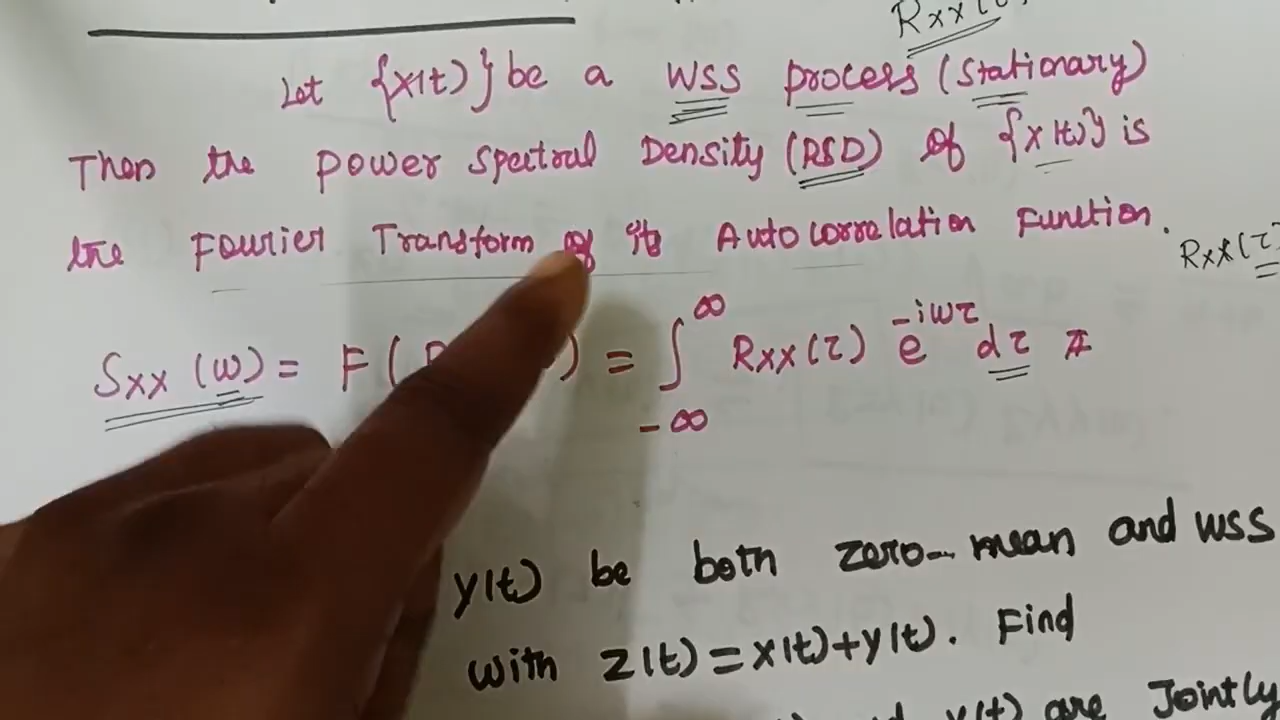 Rxx(
Let {x(t)} be a WSS process (Stationary)
Then the power spectral Density (PSD) of {x(t)} is
the Fourier Transform of its Autocorrelation Function.
Rxx(τ)
Sxx (ω) = F( ) = ∫_{-∞}^{∞} Rxx(τ) e^{-iωτ} dτ
y(t) be both zero-mean and WSS
with z(t) = x(t)+y(t). Find
y(t) are Jointly